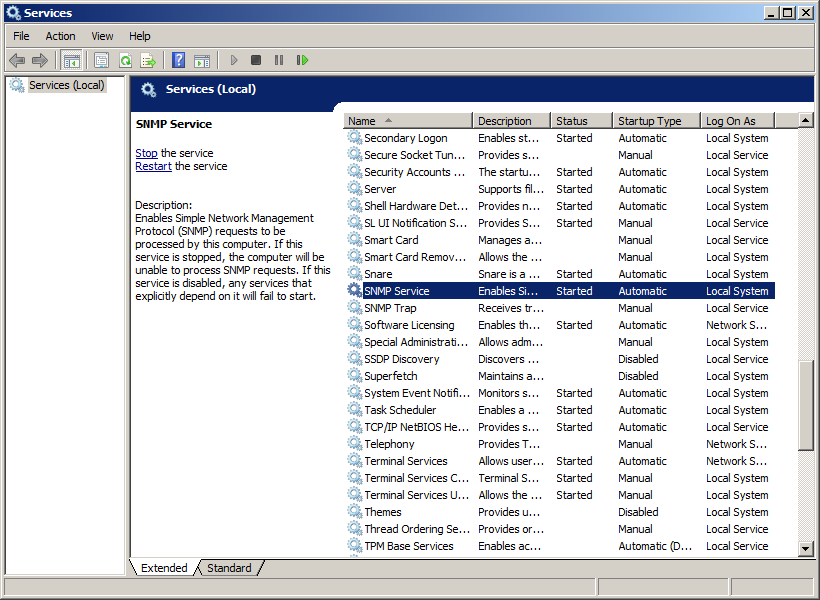 Services
File Action View Help
Services (Local)
Services (Local)
SNMP Service
Stop the service
Restart the service
Description:
Enables Simple Network Management
Protocol (SNMP) requests to be
processed by this computer. If this
service is stopped, the computer will be
unable to process SNMP requests. If this
service is disabled, any services that
explicitly depend on it will fail to start.
Name Description Status Startup Type Log On As
Secondary Logon Enables st... Started Automatic Local System
Secure Socket Tun... Provides s... Manual Local Service
Security Accounts ... The startu... Started Automatic Local System
Server Supports fil... Started Automatic Local System
Shell Hardware Det... Provides n... Started Automatic Local System
SL UI Notification S... Provides S... Started Manual Local Service
Smart Card Manages a... Manual Local Service
Smart Card Remov... Allows the ... Manual Local System
Snare Snare is a ... Started Automatic Local System
SNMP Service Enables Si... Started Automatic Local System
SNMP Trap Receives tr... Manual Local Service
Software Licensing Enables th... Started Automatic Network S...
Special Administrati... Allows adm... Manual Local System
SSDP Discovery Discovers ... Disabled Local Service
Superfetch Maintains a... Disabled Local System
System Event Notifi... Monitors s... Started Automatic Local System
Task Scheduler Enables a ... Started Automatic Local System
TCP/IP NetBIOS He... Provides s... Started Automatic Local Service
Telephony Provides T... Manual Network S...
Terminal Services Allows user... Started Automatic Network S...
Terminal Services C... Terminal S... Started Manual Local System
Terminal Services U... Allows the ... Started Manual Local System
Themes Provides u... Disabled Local System
Thread Ordering Se... Provides or... Manual Local Service
TPM Base Services Enables ac... Automatic (D... Local Service
Extended Standard